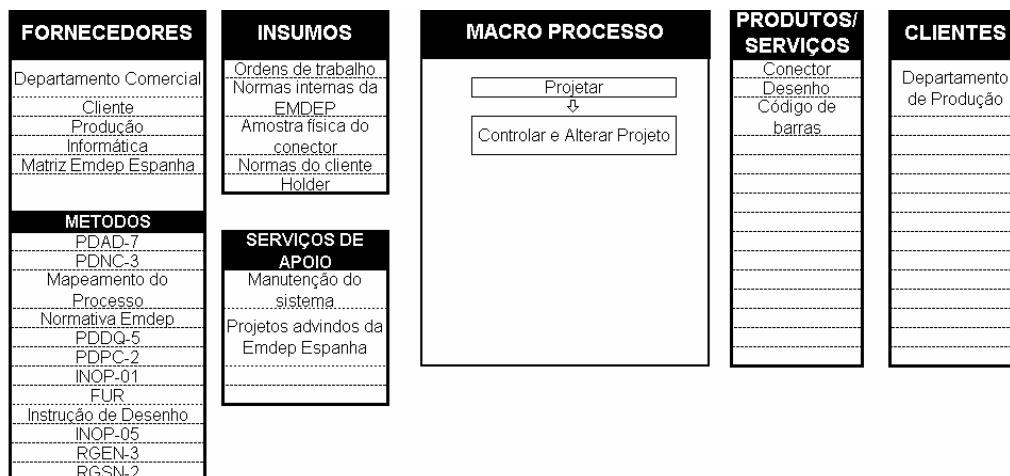 FORNECEDORES
Departamento Comercial
Cliente
Produção
Informática
Matriz Emdep Espanha
METODOS
PDAD-7
PDNC-3
Mapeamento do
Processo
Normativa Emdep
PDDQ-5
PDPC-2
INOP-01
FUR
Instrução de Desenho
INOP-05
RGEN-3
RGSN-2
INSUMOS
Ordens de trabalho
Normas internas da
EMDEP
Amostra física do
conector
Normas do cliente
Holder
SERVIÇOS DE
APOIO
Manutenção do
sistema
Projetos advindos da
Emdep Espanha
MACRO PROCESSO
Projetar
Controlar e Alterar Projeto
PRODUTOS/
SERVIÇOS
Conector
Desenho
Código de
barras
CLIENTES
Departamento
de Produção